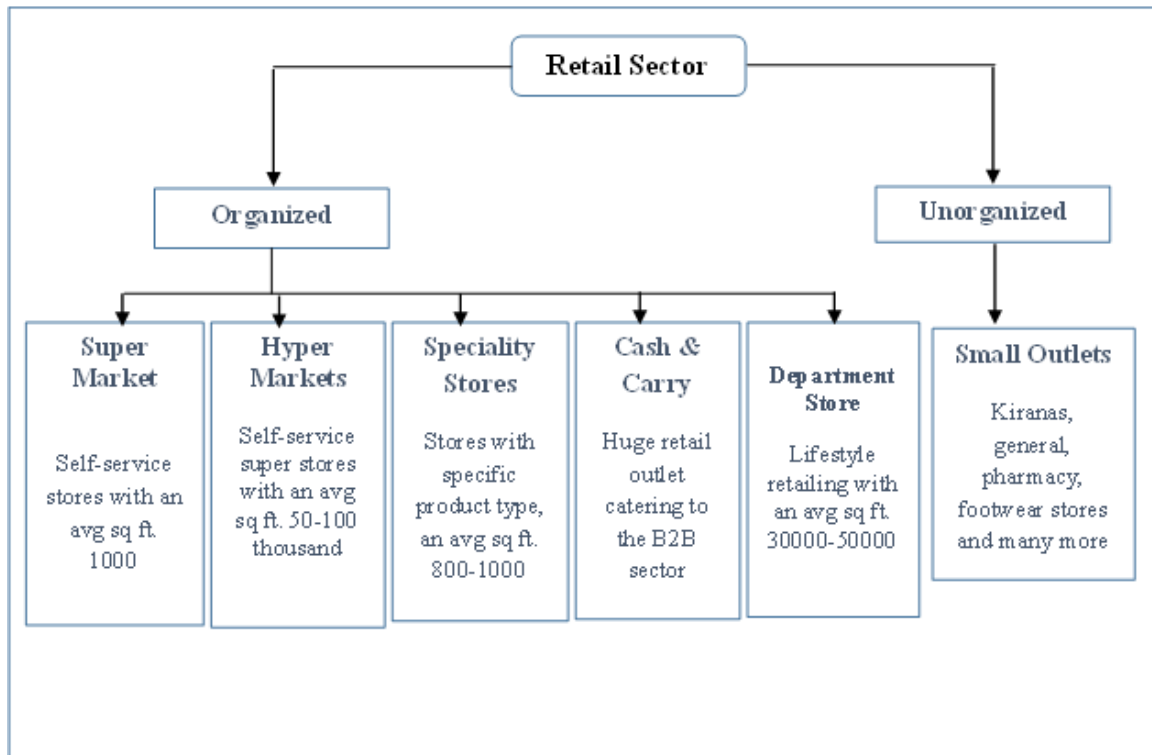 Retail Sector
Organized
Unorganized
Super
Market
Self-service
stores with an
avg sq ft.
1000
Hyper
Markets
Self-service
super stores
with an avg
sq ft. 50-100
thousand
Speciality
Stores
Stores with
specific
product type,
an avg sq ft.
800-1000
Cash &
Carry
Huge retail
outlet
catering to
the B2B
sector
Department
Store
Lifestyle
retailing with
an avg sq ft.
30000-50000
Small Outlets
Kiranas,
general,
pharmacy,
footwear stores
and many more